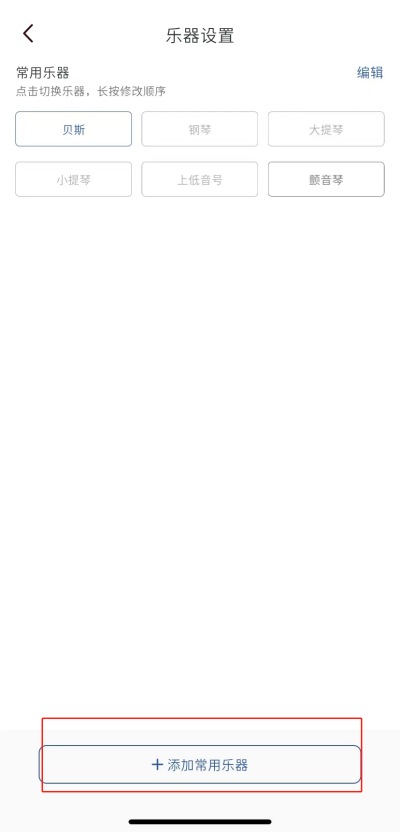 乐器设置
常用乐器 编辑
点击切换乐器，长按修改顺序
贝斯 钢琴 大提琴
小提琴 上低音号 颤音琴
+添加常用乐器